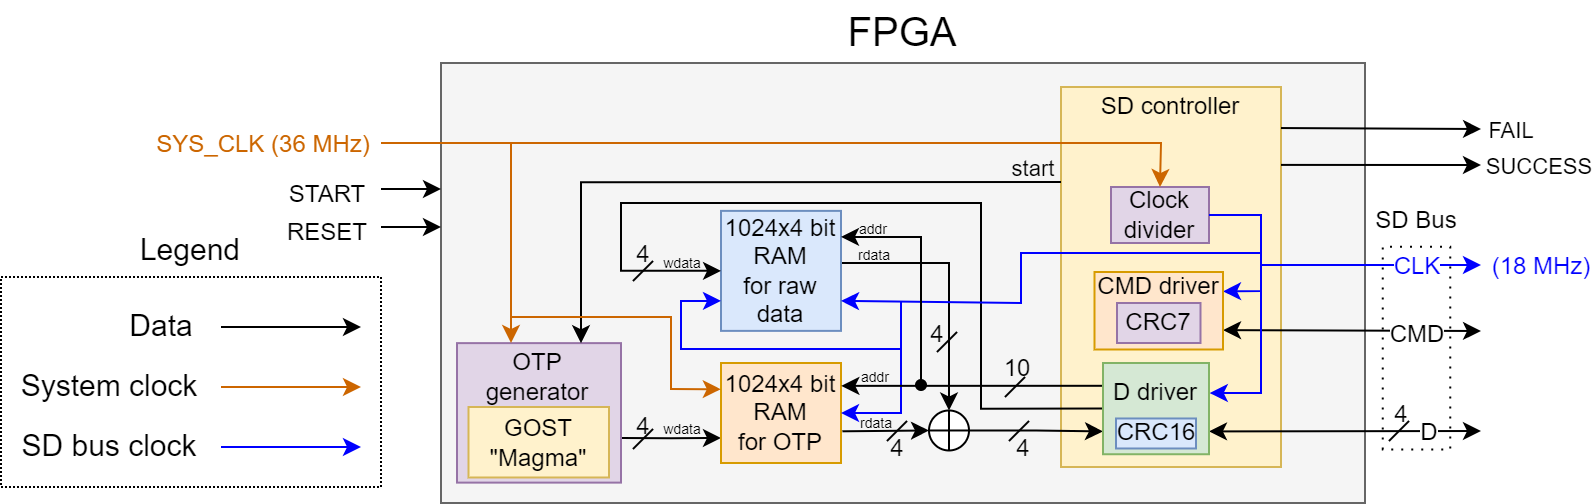 FPGA
SYS_CLK (36 MHz)
START
RESET
SD controller
FAIL
SUCCESS
start
Clock
divider
SD Bus
CLK
(18 MHz)
CMD driver
CRC7
CMD
1024x4 bit
RAM
for raw
data
addr
rdata
4
wdata
4
Legend
Data
System clock
SD bus clock
OTP
generator
GOST
"Magma"
4
wdata
1024x4 bit
RAM
for OTP
addr
rdata
4
10
4
D driver
CRC16
4
D